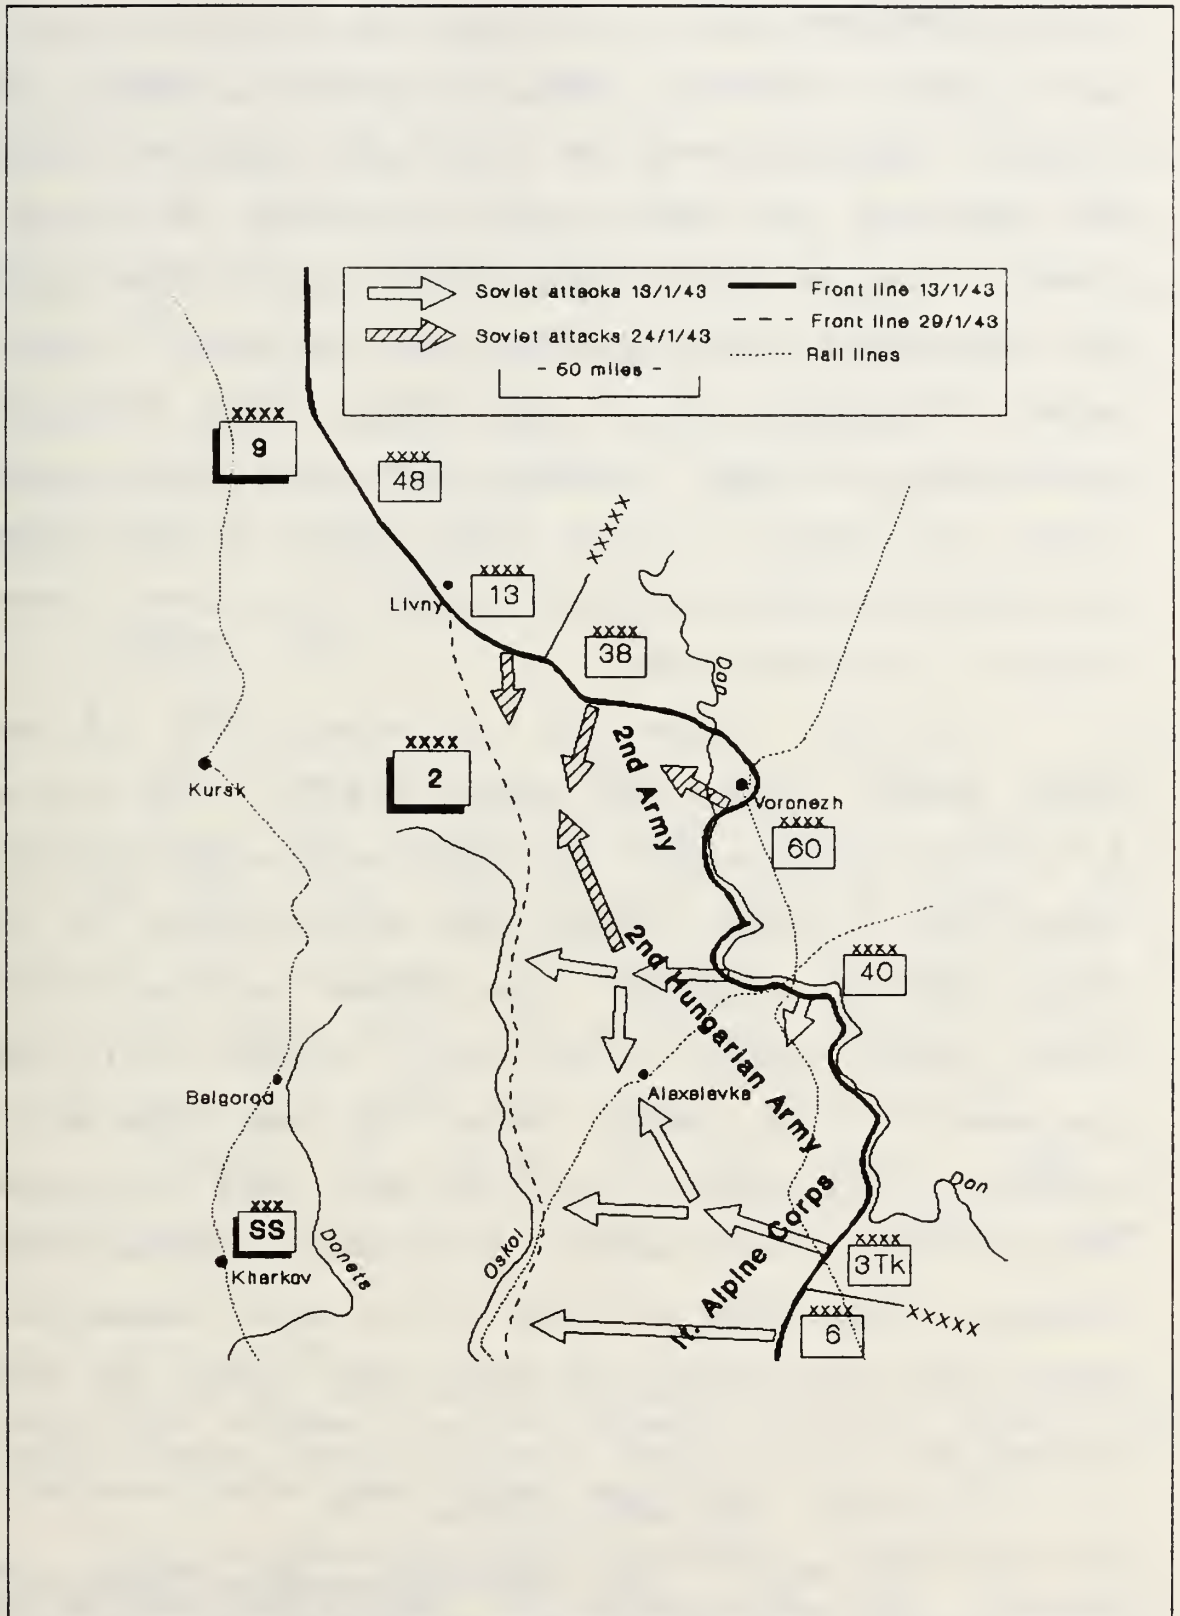 Soviet attacks 13/1/43
Front line 13/1/43
Soviet attacks 24/1/43
Front line 29/1/43
- 60 miles -
Rail lines
XXXX
9
XXXX
48
XXXXX
XXXX
13
Livny
XXXX
38
Don
2nd Army
XXXX
2
Kursk
Voronezh
XXXX
60
2nd Hungarian Army
XXXX
40
Alexeievka
Belgorod
Alpine Corps
Don
XXX
SS
Kharkov
Donets
Oskol
XXXX
3Tk
XXXXX
XXXX
6